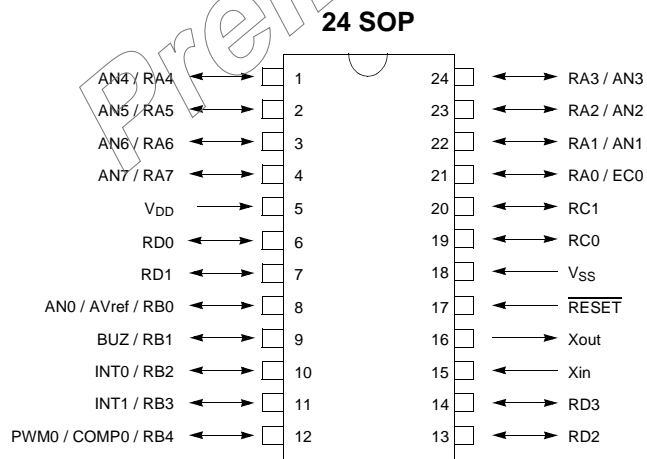 Preli
24 SOP
AN4 / RA4 1 24 RA3 / AN3
AN5 / RA5 2 23 RA2 / AN2
AN6 / RA6 3 22 RA1 / AN1
AN7 / RA7 4 21 RA0 / EC0
VDD 5 20 RC1
RD0 6 19 RC0
RD1 7 18 VSS
AN0 / AVref / RB0 8 17 RESET
BUZ / RB1 9 16 Xout
INT0 / RB2 10 15 Xin
INT1 / RB3 11 14 RD3
PWM0 / COMP0 / RB4 12 13 RD2